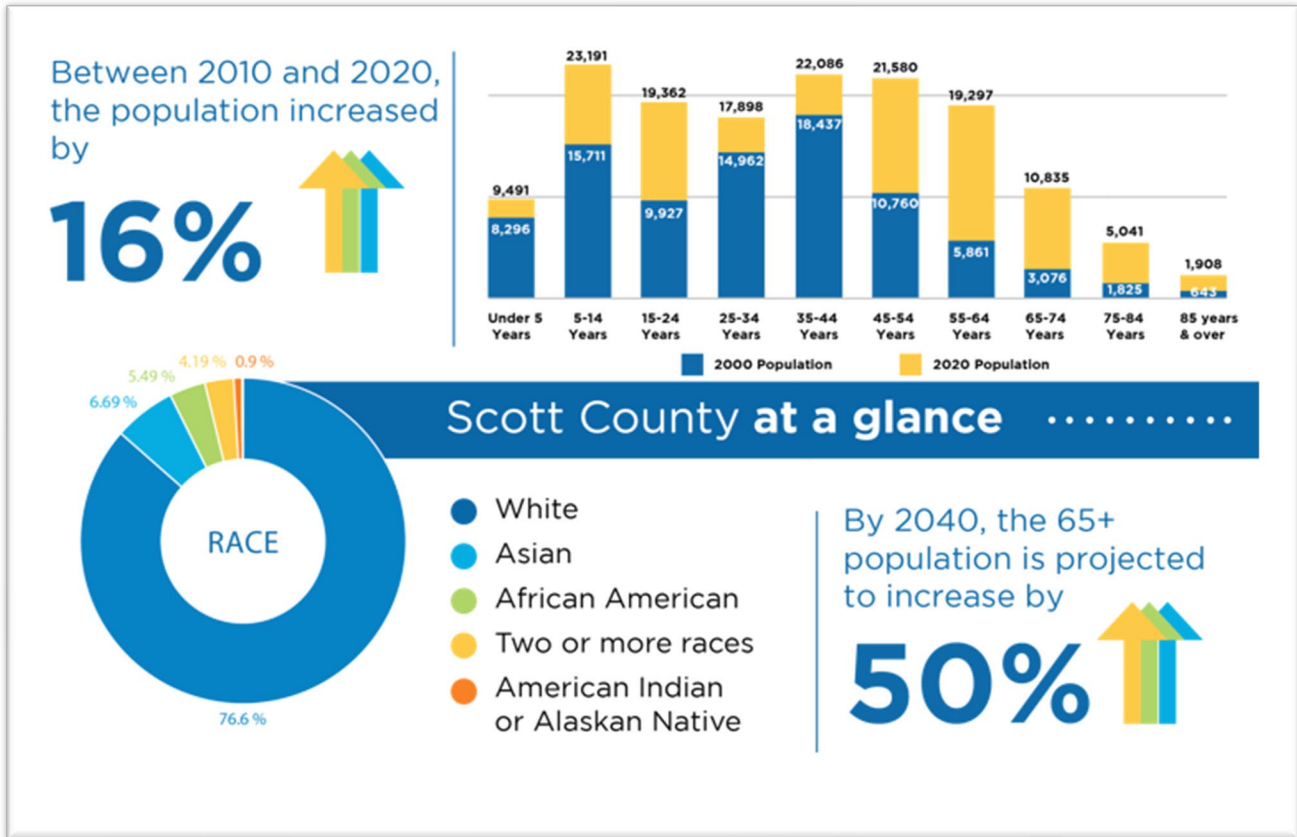 Between 2010 and 2020,
the population increased
by
16%
23,191
19,362
17,898
22,086
21,580
19,297
10,835
5,041
1,908
9,491
8,296
15,711
9,927
14,962
18,437
10,760
5,861
3,076
1,825
643
Under 5
Years
5-14
Years
15-24
Years
25-34
Years
35-44
Years
45-54
Years
55-64
Years
65-74
Years
75-84
Years
85 years
& over
2000 Population
2020 Population
Scott County at a glance
6.69 %
5.49 %
4.19 %
0.9 %
RACE
76.6 %
White
Asian
African American
Two or more races
American Indian
or Alaskan Native
By 2040, the 65+
population is projected
to increase by
50%